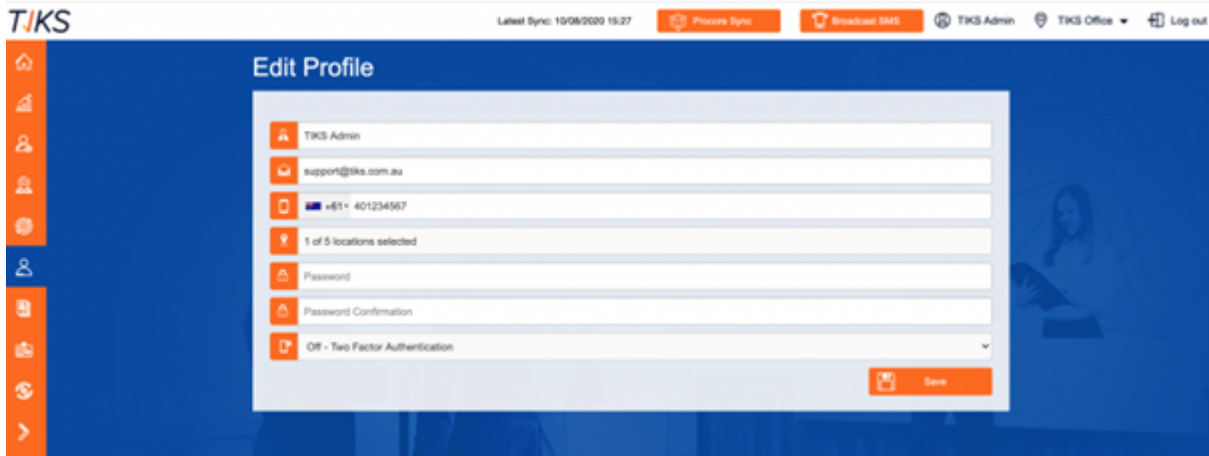 TIKS
Latest Sync: 10/08/2020 15:27
Procore Sync
Broadcast SMS
TIKS Admin
TIKS Office
Log out
Edit Profile
TIKS Admin
support@tiks.com.au
+61 401234567
1 of 5 locations selected
Password
Password Confirmation
Off - Two Factor Authentication
Save